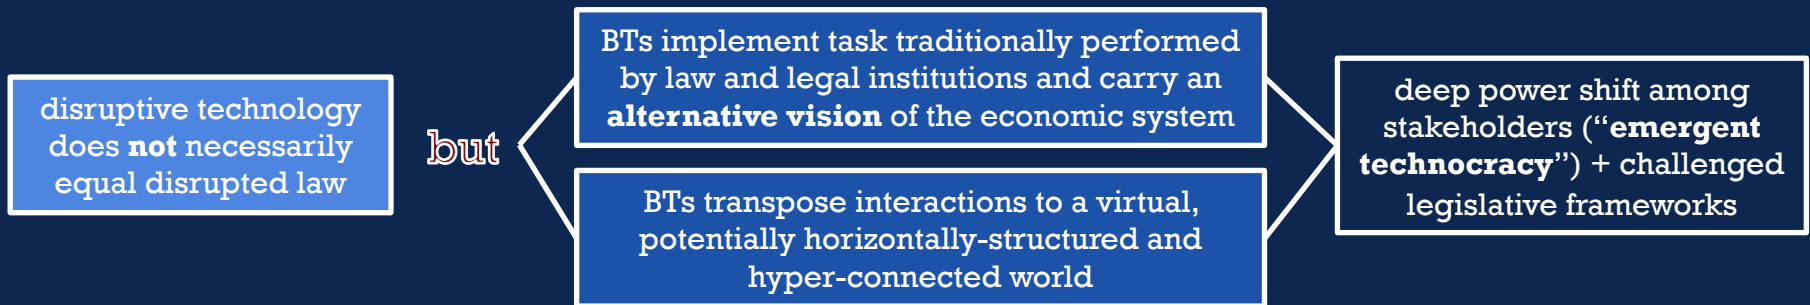 disruptive technology
does not necessarily
equal disrupted law
but
BTs implement task traditionally performed
by law and legal institutions and carry an
alternative vision of the economic system
BTs transpose interactions to a virtual,
potentially horizontally-structured and
hyper-connected world
deep power shift among
stakeholders (“emergent
technocracy”) + challenged
legislative frameworks